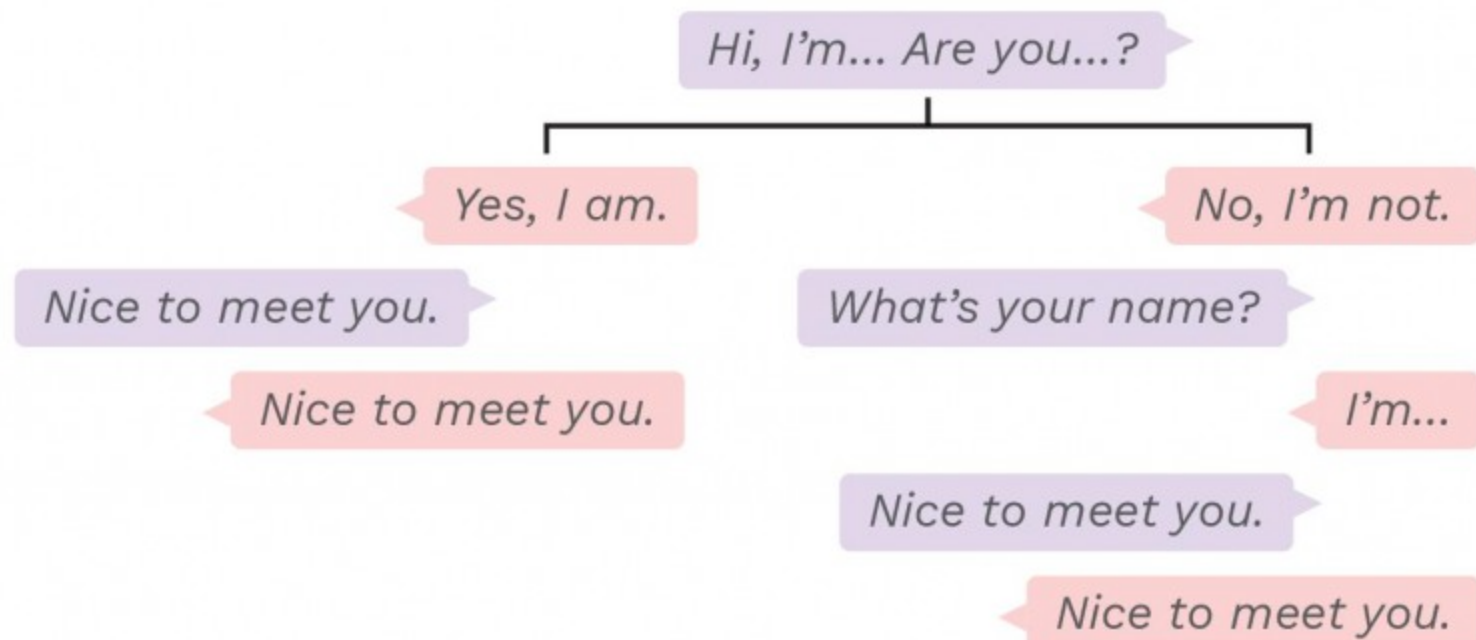 Hi, I'm... Are you...?
Yes, I am.
No, I'm not.
Nice to meet you.
What's your name?
Nice to meet you.
I'm...
Nice to meet you.
Nice to meet you.